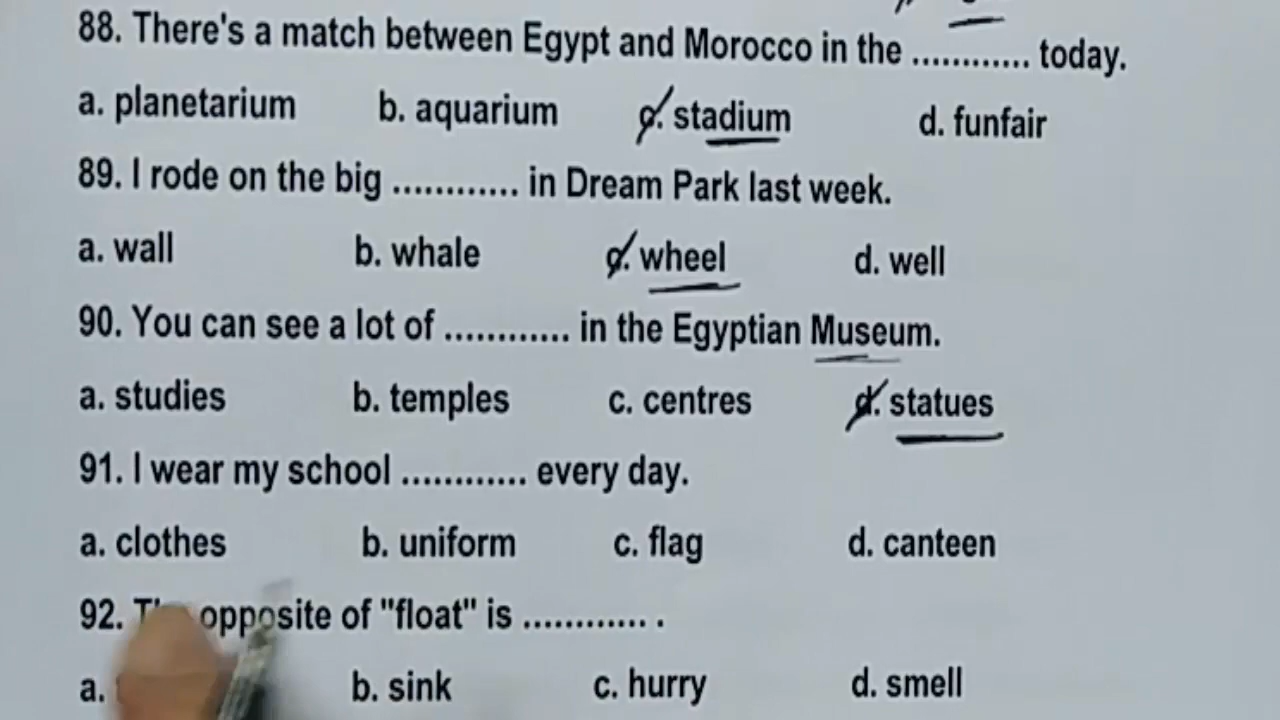 88. There's a match between Egypt and Morocco in the ............ today.
a. planetarium b. aquarium c. stadium d. funfair
89. I rode on the big ............ in Dream Park last week.
a. wall b. whale c. wheel d. well
90. You can see a lot of ............ in the Egyptian Museum.
a. studies b. temples c. centres d. statues
91. I wear my school ............ every day.
a. clothes b. uniform c. flag d. canteen
92. The opposite of "float" is ............ .
a. b. sink c. hurry d. smell